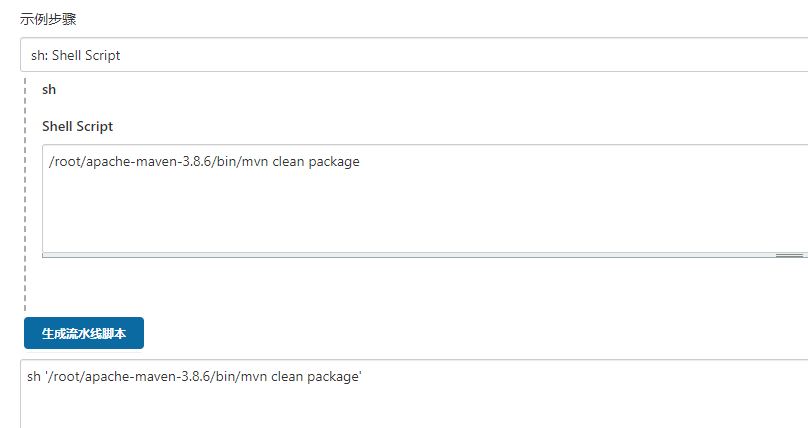 示例步骤
sh: Shell Script
sh
Shell Script
/root/apache-maven-3.8.6/bin/mvn clean package
生成流水线脚本
sh '/root/apache-maven-3.8.6/bin/mvn clean package'